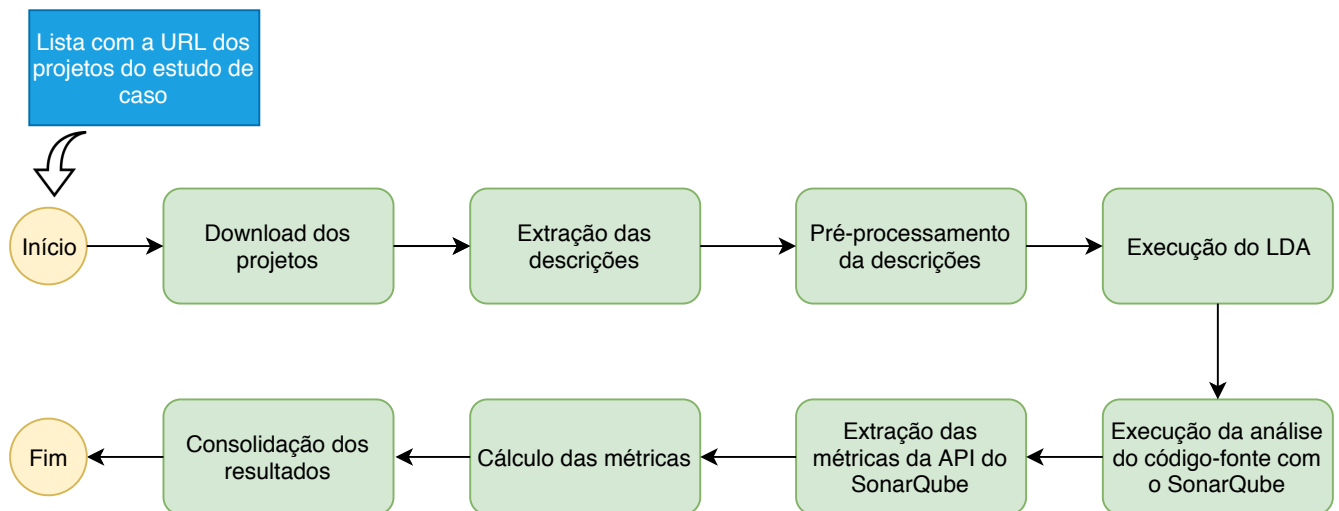 Lista com a URL dos
projetos do estudo de
caso
Início
Download dos
projetos
Extração das
descrições
Pré-processamento
da descrições
Execução do LDA
Execução da análise
do código-fonte com
o SonarQube
Extração das
métricas da API do
SonarQube
Cálculo das métricas
Consolidação dos
resultados
Fim